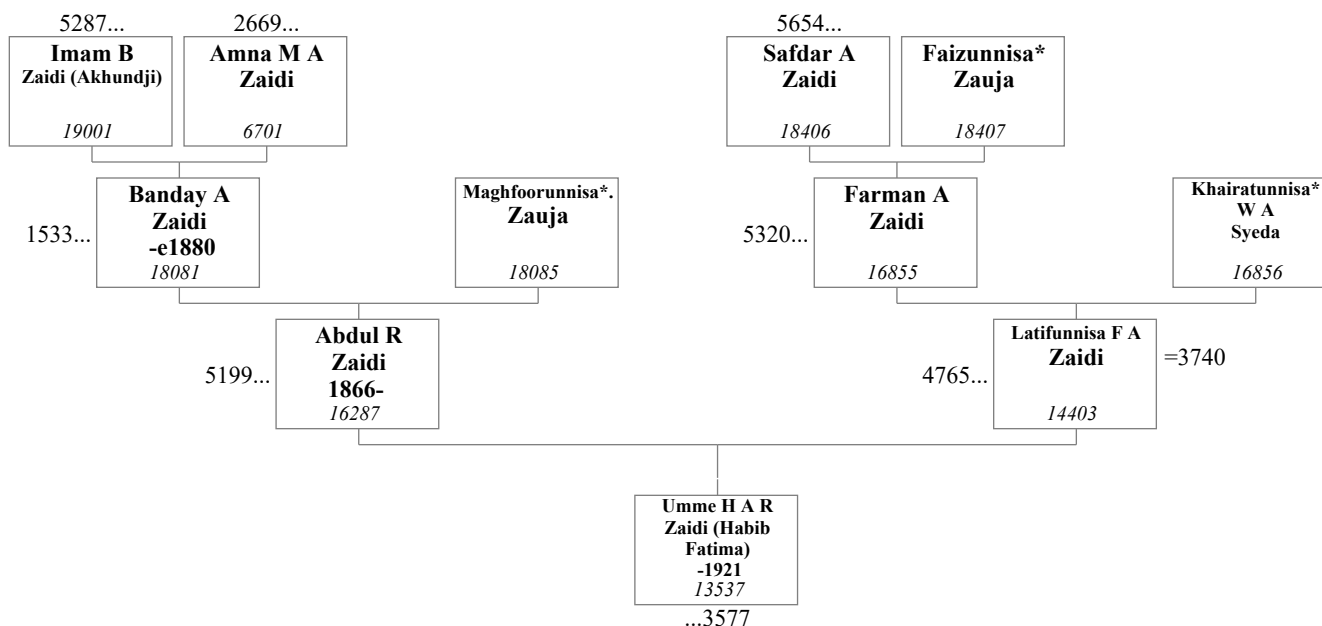 5287...
2669...
5654...
Imam B
Zaidi (Akhundji)
19001
Amna M A
Zaidi
6701
Safdar A
Zaidi
18406
Faizunnisa*
Zauja
18407
1533...
Banday A
Zaidi
-e1880
18081
Maghfoorunnisa*.
Zauja
18085
5320...
Farman A
Zaidi
16855
Khairatunnisa*
W A
Syeda
16856
5199...
Abdul R
Zaidi
1866-
16287
4765...
Latifunnisa F A
Zaidi
14403
=3740
Umme H A R
Zaidi (Habib
Fatima)
-1921
13537
...3577